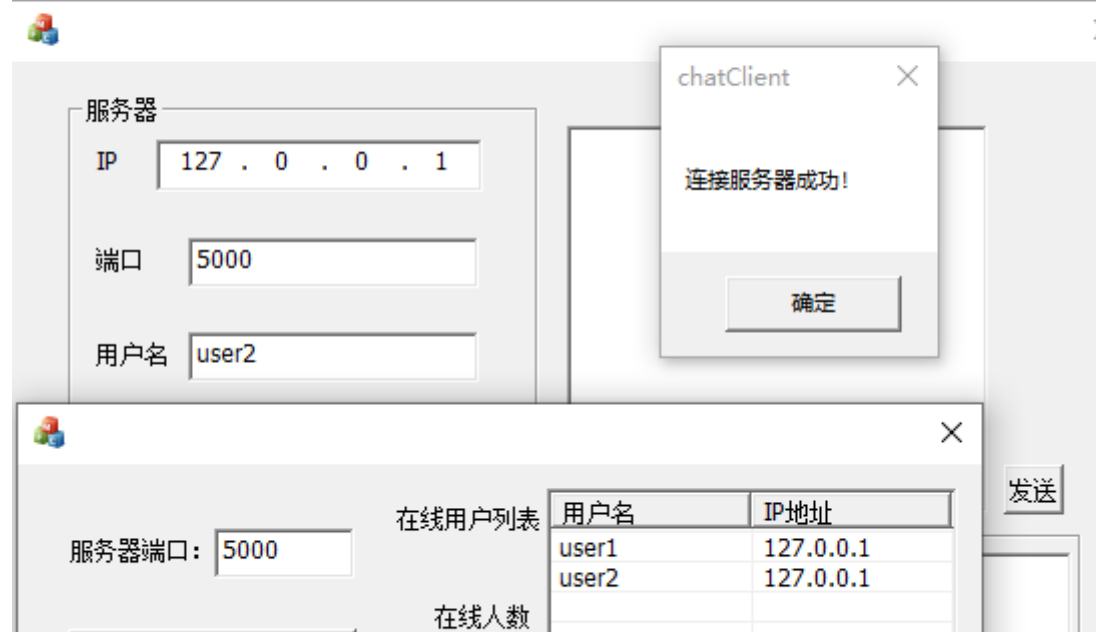 chatClient
连接服务器成功!
确定
服务器
IP 127 . 0 . 0 . 1
端口 5000
用户名 user2
发送
服务器端口: 5000
在线用户列表
用户名 IP地址
user1 127.0.0.1
user2 127.0.0.1
在线人数